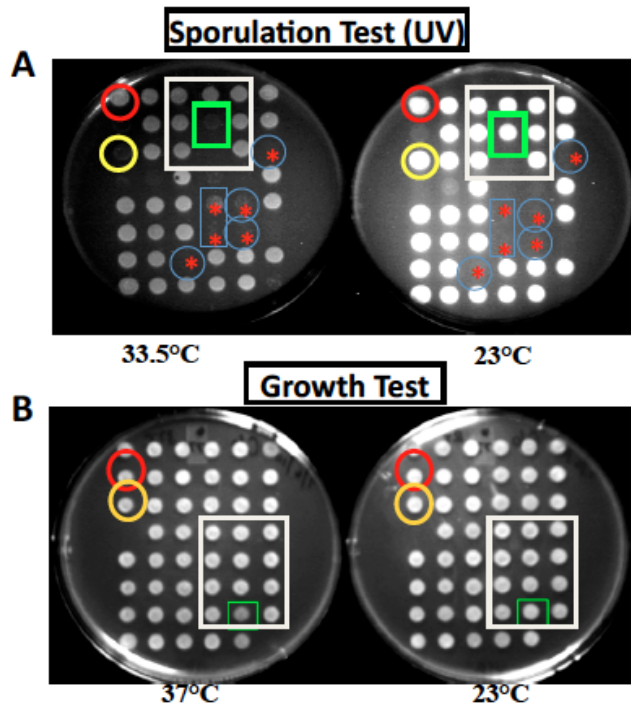 Sporulation Test (UV)
A
* *
* * * *
* * * *
* *
33.5°C 23°C
Growth Test
B
37°C 23°C